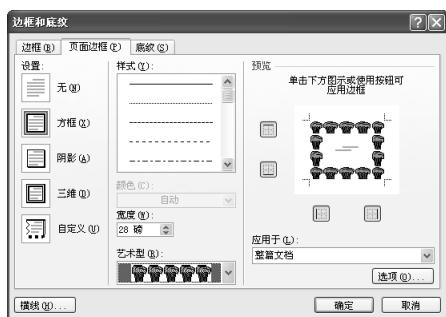 边框和底纹
边框(B)
页面边框(P)
底纹(S)
设置:
无(N)
方框(X)
阴影(A)
三维(D)
自定义(U)
样式(Y):
颜色(C):
自动
宽度(W):
28 磅
艺术型(R):
预览
单击下方图示或使用按钮可
应用边框
应用于(L):
整篇文档
选项(O)...
横线(H)...
确定
取消